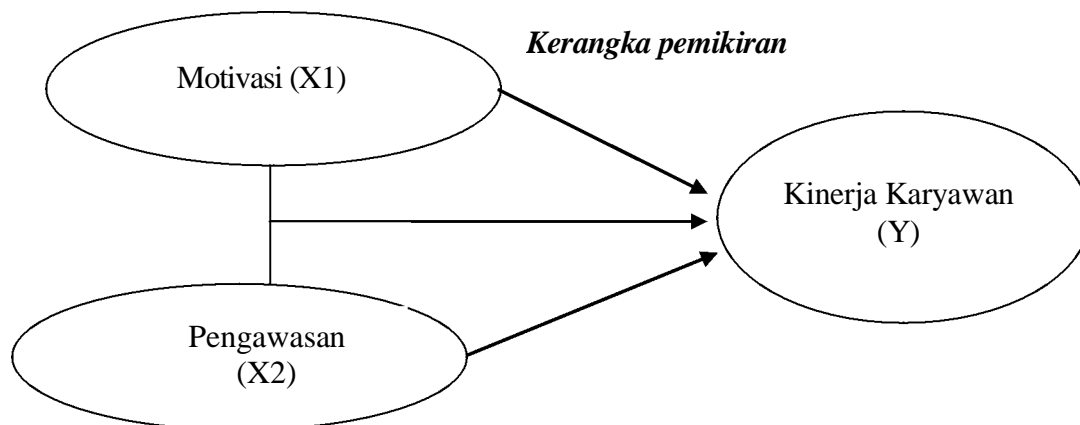 Kerangka pemikiran
Motivasi (X1)
Kinerja Karyawan
(Y)
Pengawasan
(X2)